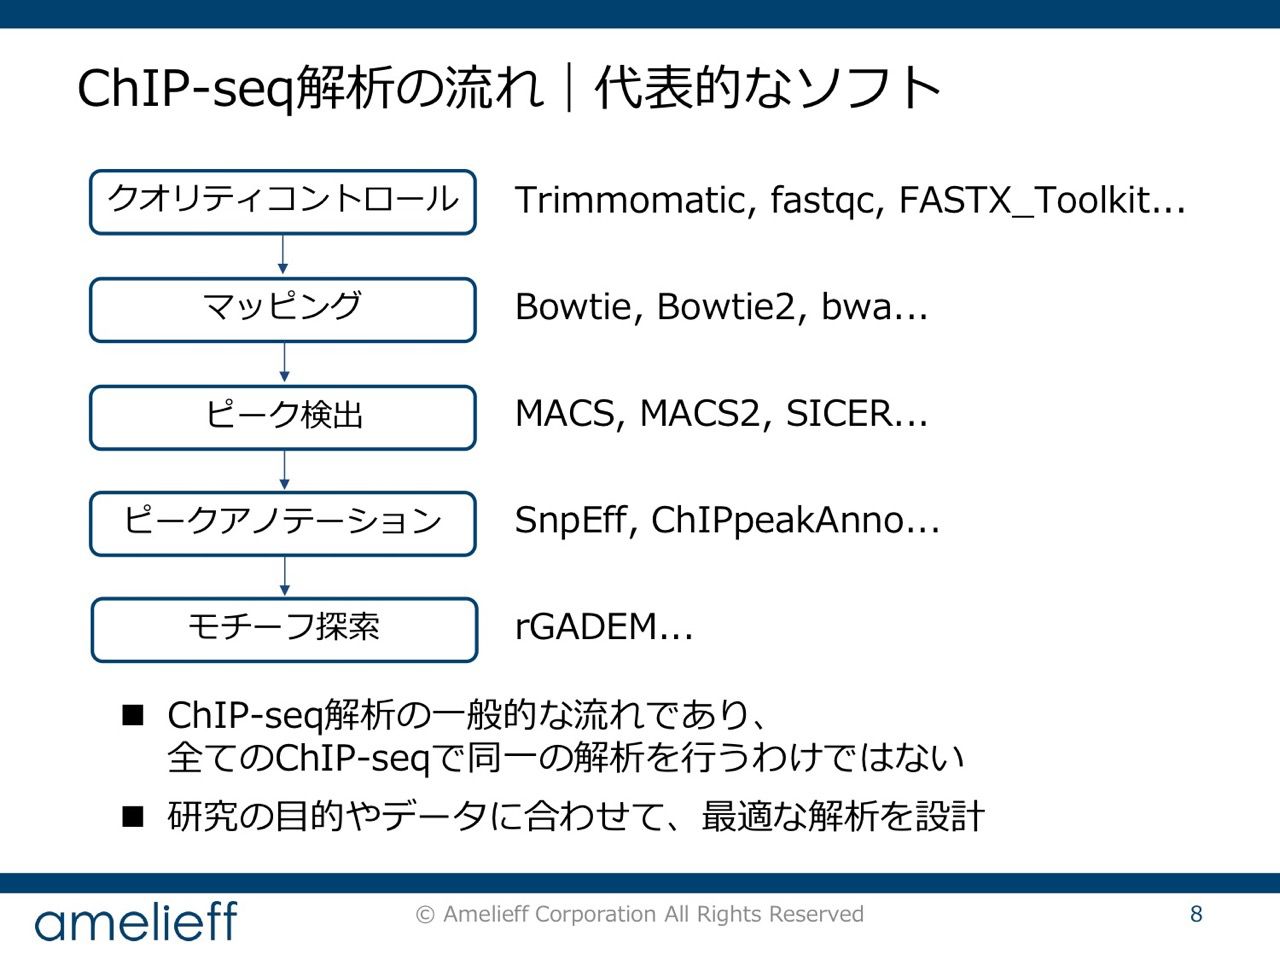 ChIP-seq解析の流れ｜代表的なソフト
クオリティコントロール
Trimmomatic, fastqc, FASTX_Toolkit...
マッピング
Bowtie, Bowtie2, bwa...
ピーク検出
MACS, MACS2, SICER...
ピークアノテーション
SnpEff, ChIPpeakAnno...
モチーフ探索
rGADEM...
■ ChIP-seq解析の一般的な流れであり、
全てのChIP-seqで同一の解析を行うわけではない
■ 研究の目的やデータに合わせて、最適な解析を設計
amelieff
© Amelieff Corporation All Rights Reserved
8